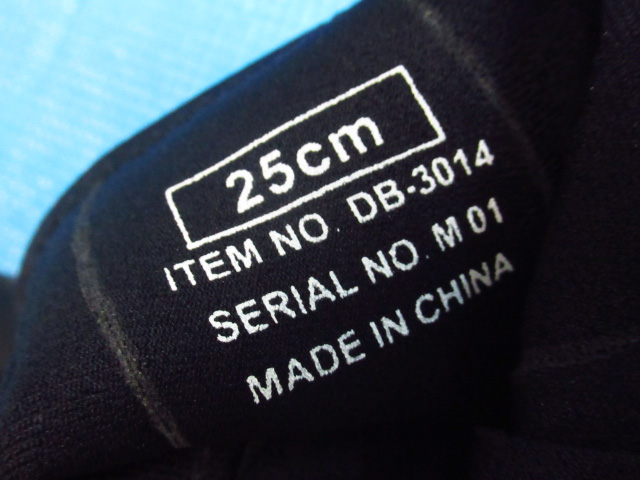 25cm
ITEM NO. DB-3014
SERIAL NO. M 01
MADE IN CHINA